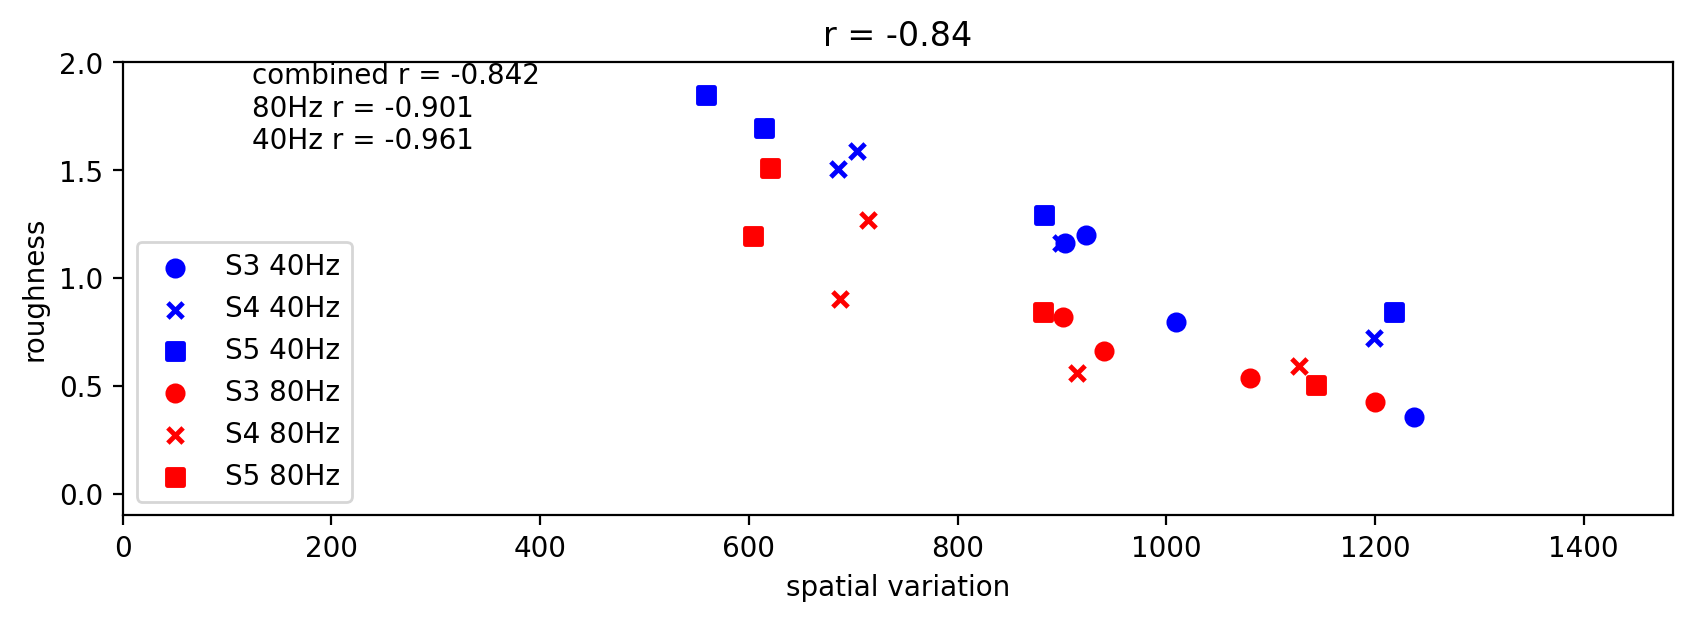 r = -0.84
combined r = -0.842
80Hz r = -0.901
40Hz r = -0.961
roughness
2.0
1.5
1.0
0.5
0.0
S3 40Hz
S4 40Hz
S5 40Hz
S3 80Hz
S4 80Hz
S5 80Hz
0 200 400 600 800 1000 1200 1400
spatial variation